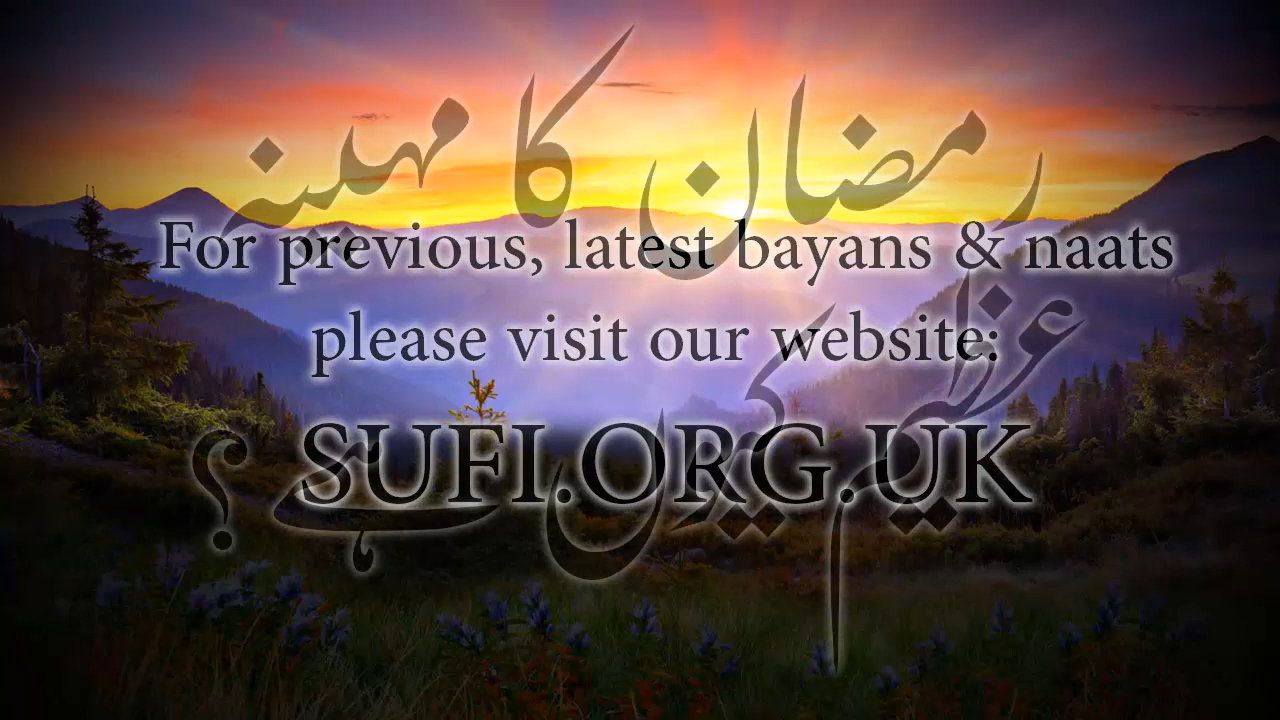 رمضان کا مہینہ
For previous, latest bayans & naats
please visit our website:
عظیم کیوں ہے ؟
SUFI.ORG.UK